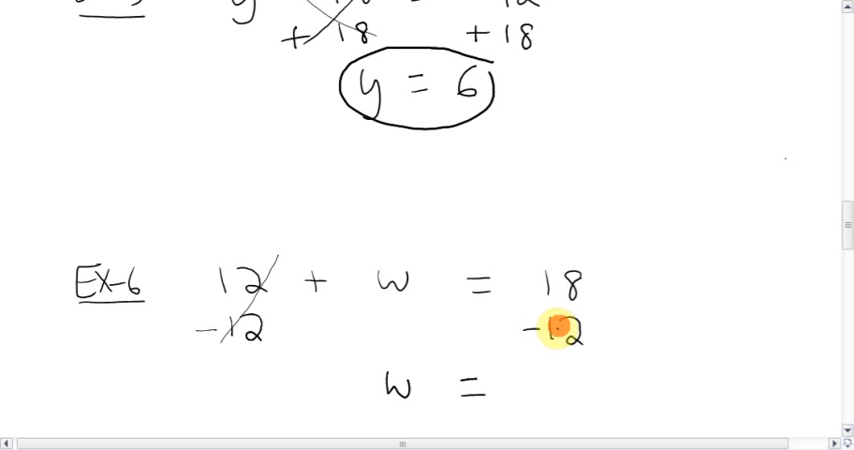 y
+ 18 + 18
y = 6
Ex-6 12 + w = 18
-12 -12
w =